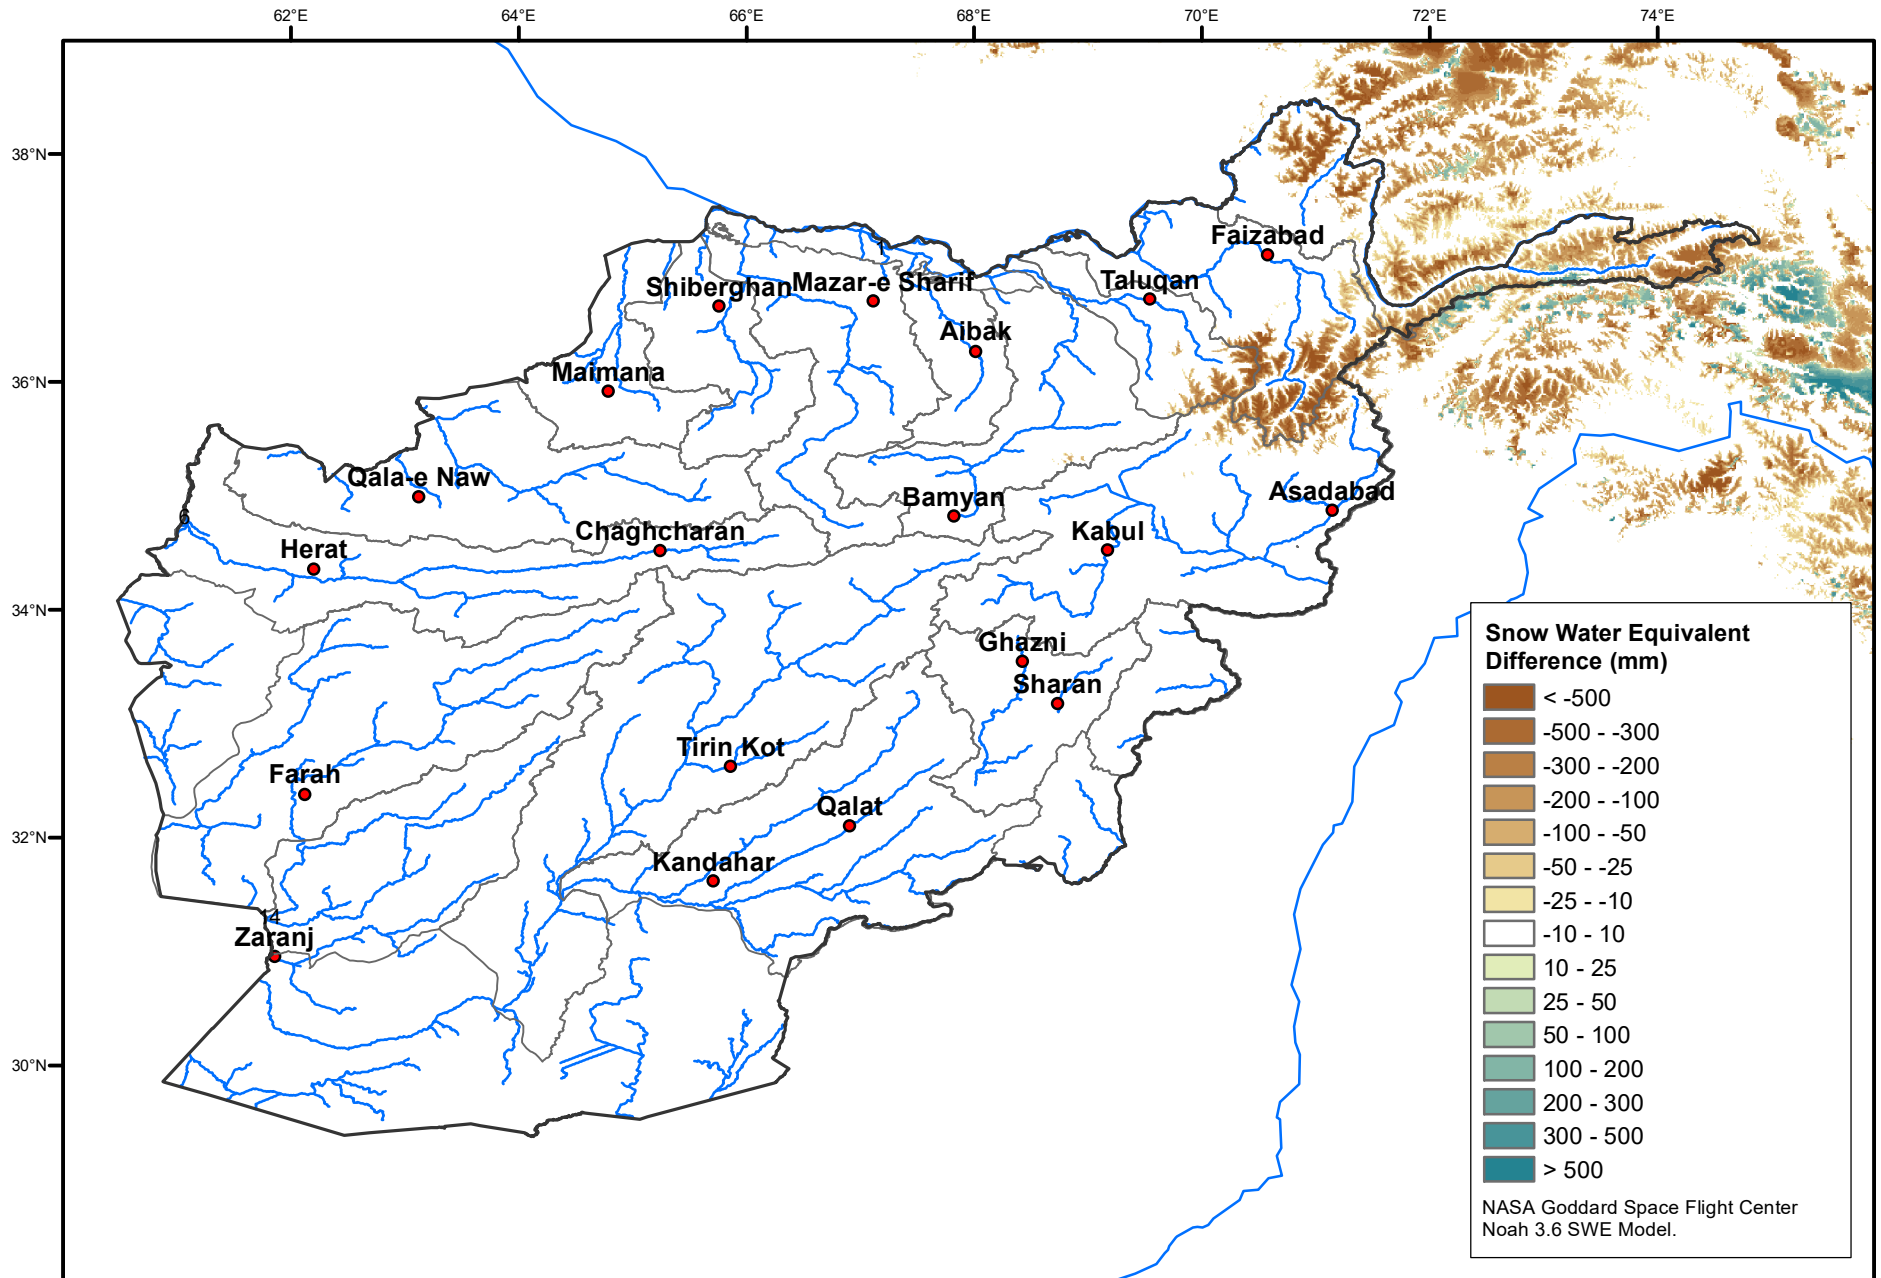 62°E
64°E
66°E
68°E
70°E
72°E
74°E
38°N
36°N
34°N
32°N
30°N
Faizabad
Shiberghan
Mazar-e Sharif
1
Taluqan
Aibak
Maimana
Qala-e Naw
Bamyan
Asadabad
6
Herat
Chaghcharan
Kabul
Ghazni
Sharan
Tirin Kot
Farah
Qalat
Kandahar
14
Zaranj
Snow Water Equivalent
Difference (mm)
< -500
-500 - -300
-300 - -200
-200 - -100
-100 - -50
-50 - -25
-25 - -10
-10 - 10
10 - 25
25 - 50
50 - 100
100 - 200
200 - 300
300 - 500
> 500
NASA Goddard Space Flight Center
Noah 3.6 SWE Model.